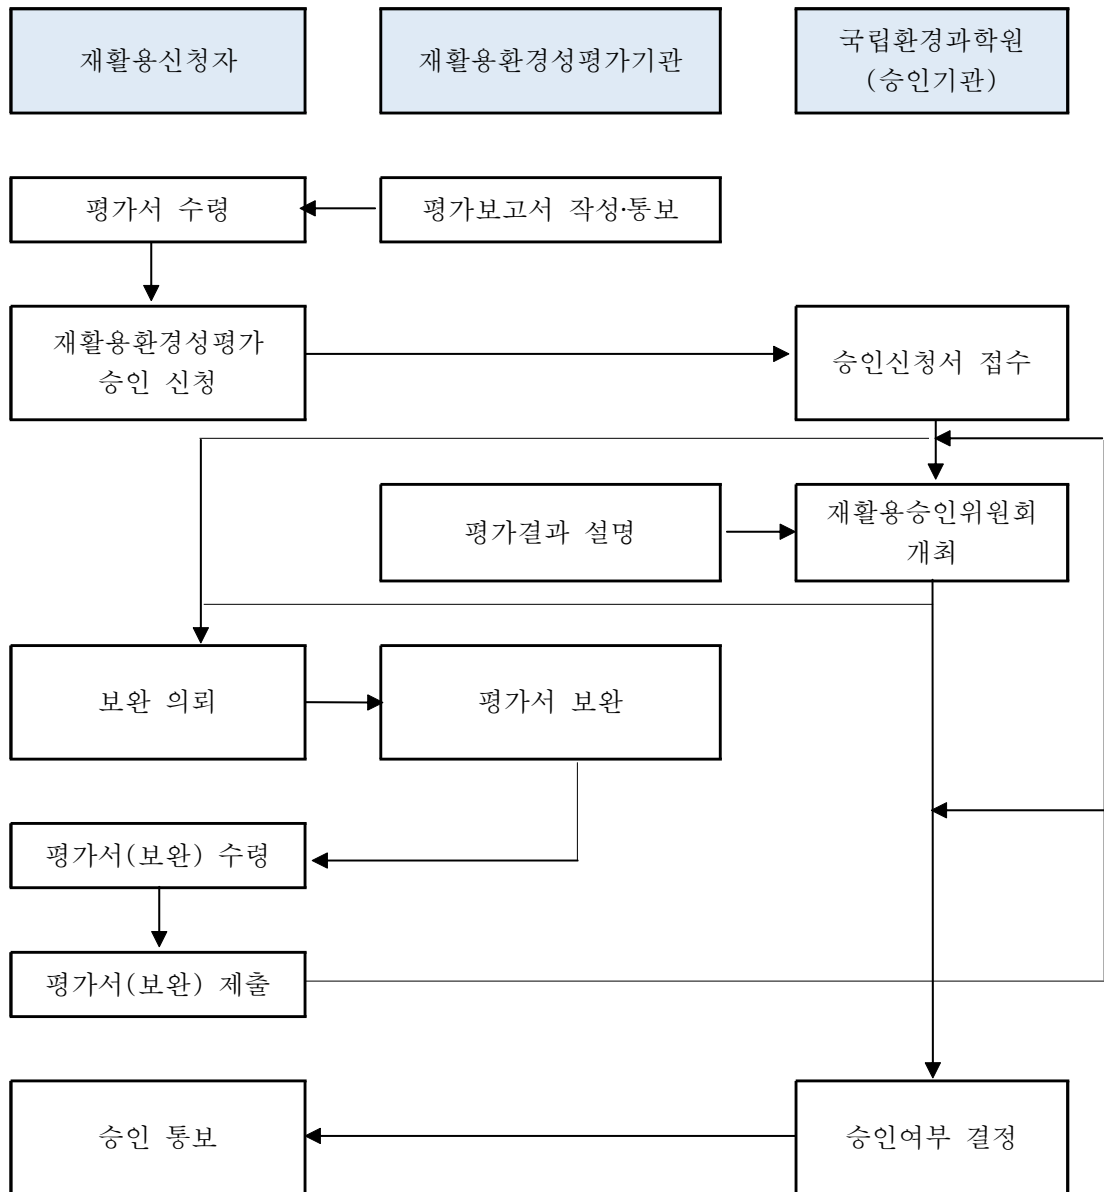 재활용신청자
재활용환경성평가기관
국립환경과학원
(승인기관)
평가서 수령
평가보고서 작성·통보
재활용환경성평가
승인 신청
승인신청서 접수
평가결과 설명
재활용승인위원회
개최
보완 의뢰
평가서 보완
평가서(보완) 수령
평가서(보완) 제출
승인 통보
승인여부 결정